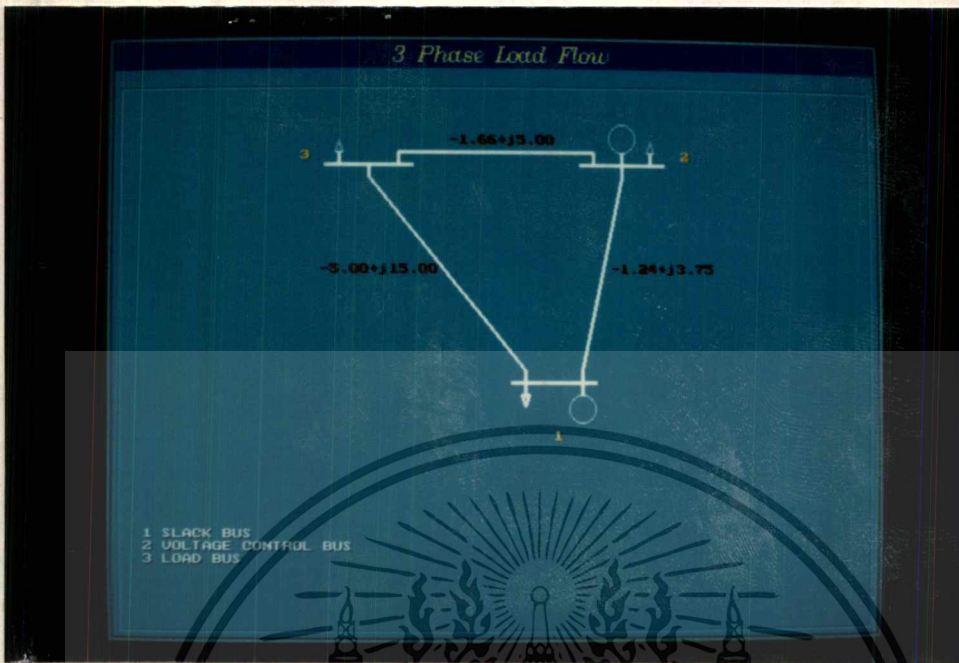 3 Phase Load Flow
-1.66+j5.00
3
2
-5.00+j15.00
-1.24+j3.75
1
1 SLACK BUS
2 VOLTAGE CONTROL BUS
3 LOAD BUS